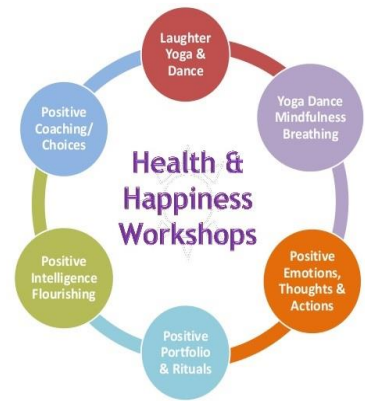 Laughter
Yoga &
Dance
Yoga Dance
Mindfulness
Breathing
Positive
Emotions,
Thoughts &
Actions
Positive
Portfolio
& Rituals
Positive
Intelligence
Flourishing
Positive
Coaching/
Choices
Health &
Happiness
Workshops